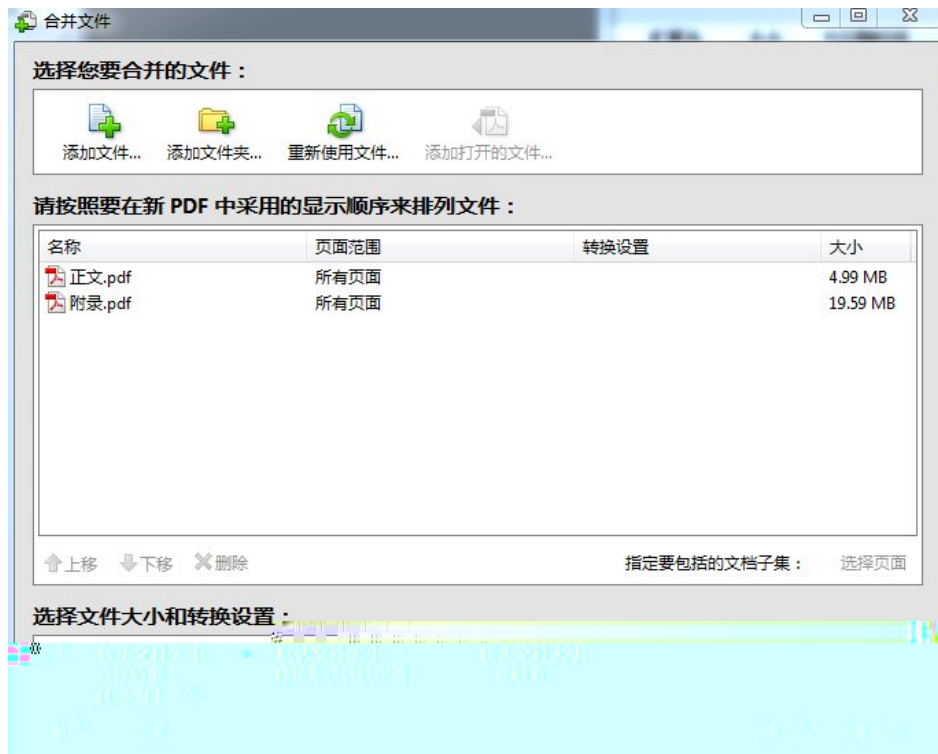 合并文件
选择您要合并的文件：
添加文件... 添加文件夹... 重新使用文件... 添加打开的文件...
请按照要在新 PDF 中采用的显示顺序来排列文件：
名称 页面范围 转换设置 大小
正文.pdf 所有页面 4.99 MB
附录.pdf 所有页面 19.59 MB
上移 下移 删除 指定要包括的文档子集： 选择页面
选择文件大小和转换设置：